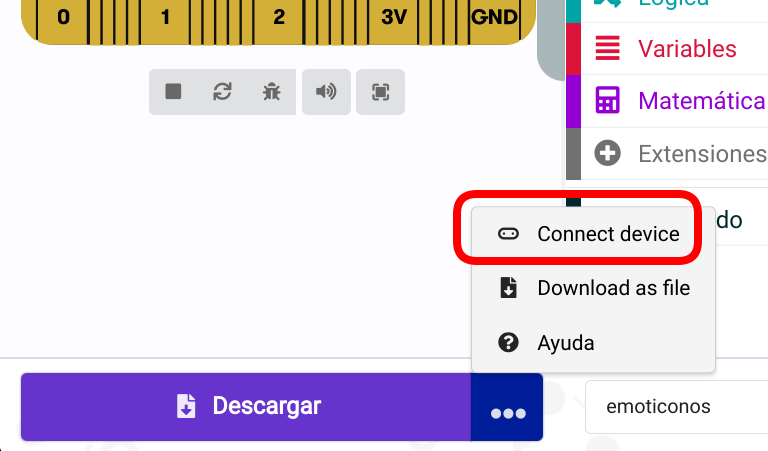 0 1 2 3V GND
Lógica
Variables
Matemática
Extensiones
do
Connect device
Download as file
Ayuda
Descargar
emoticonos